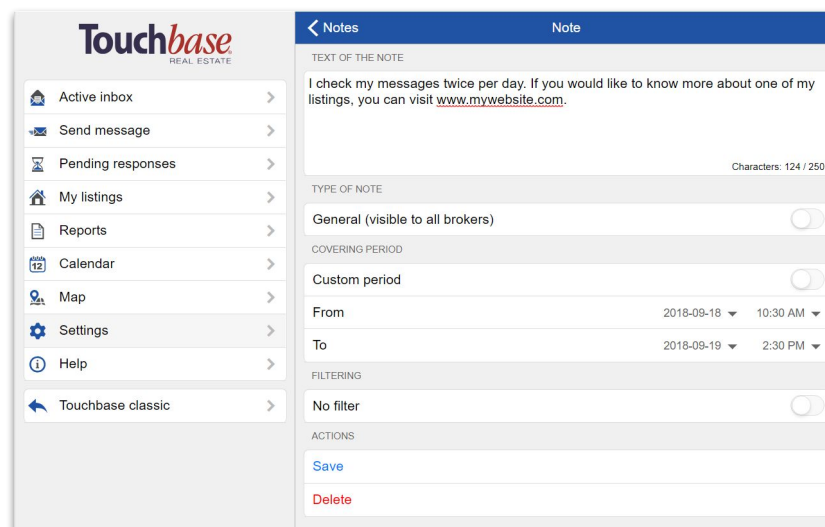 Touchbase
REAL ESTATE
Active inbox
Send message
Pending responses
My listings
Reports
12
Calendar
Map
Settings
Help
Touchbase classic
Notes
Note
TEXT OF THE NOTE
I check my messages twice per day. If you would like to know more about one of my
listings, you can visit www.mywebsite.com.
Characters: 124 / 250
TYPE OF NOTE
General (visible to all brokers)
COVERING PERIOD
Custom period
From 2018-09-18 10:30 AM
To 2018-09-19 2:30 PM
FILTERING
No filter
ACTIONS
Save
Delete